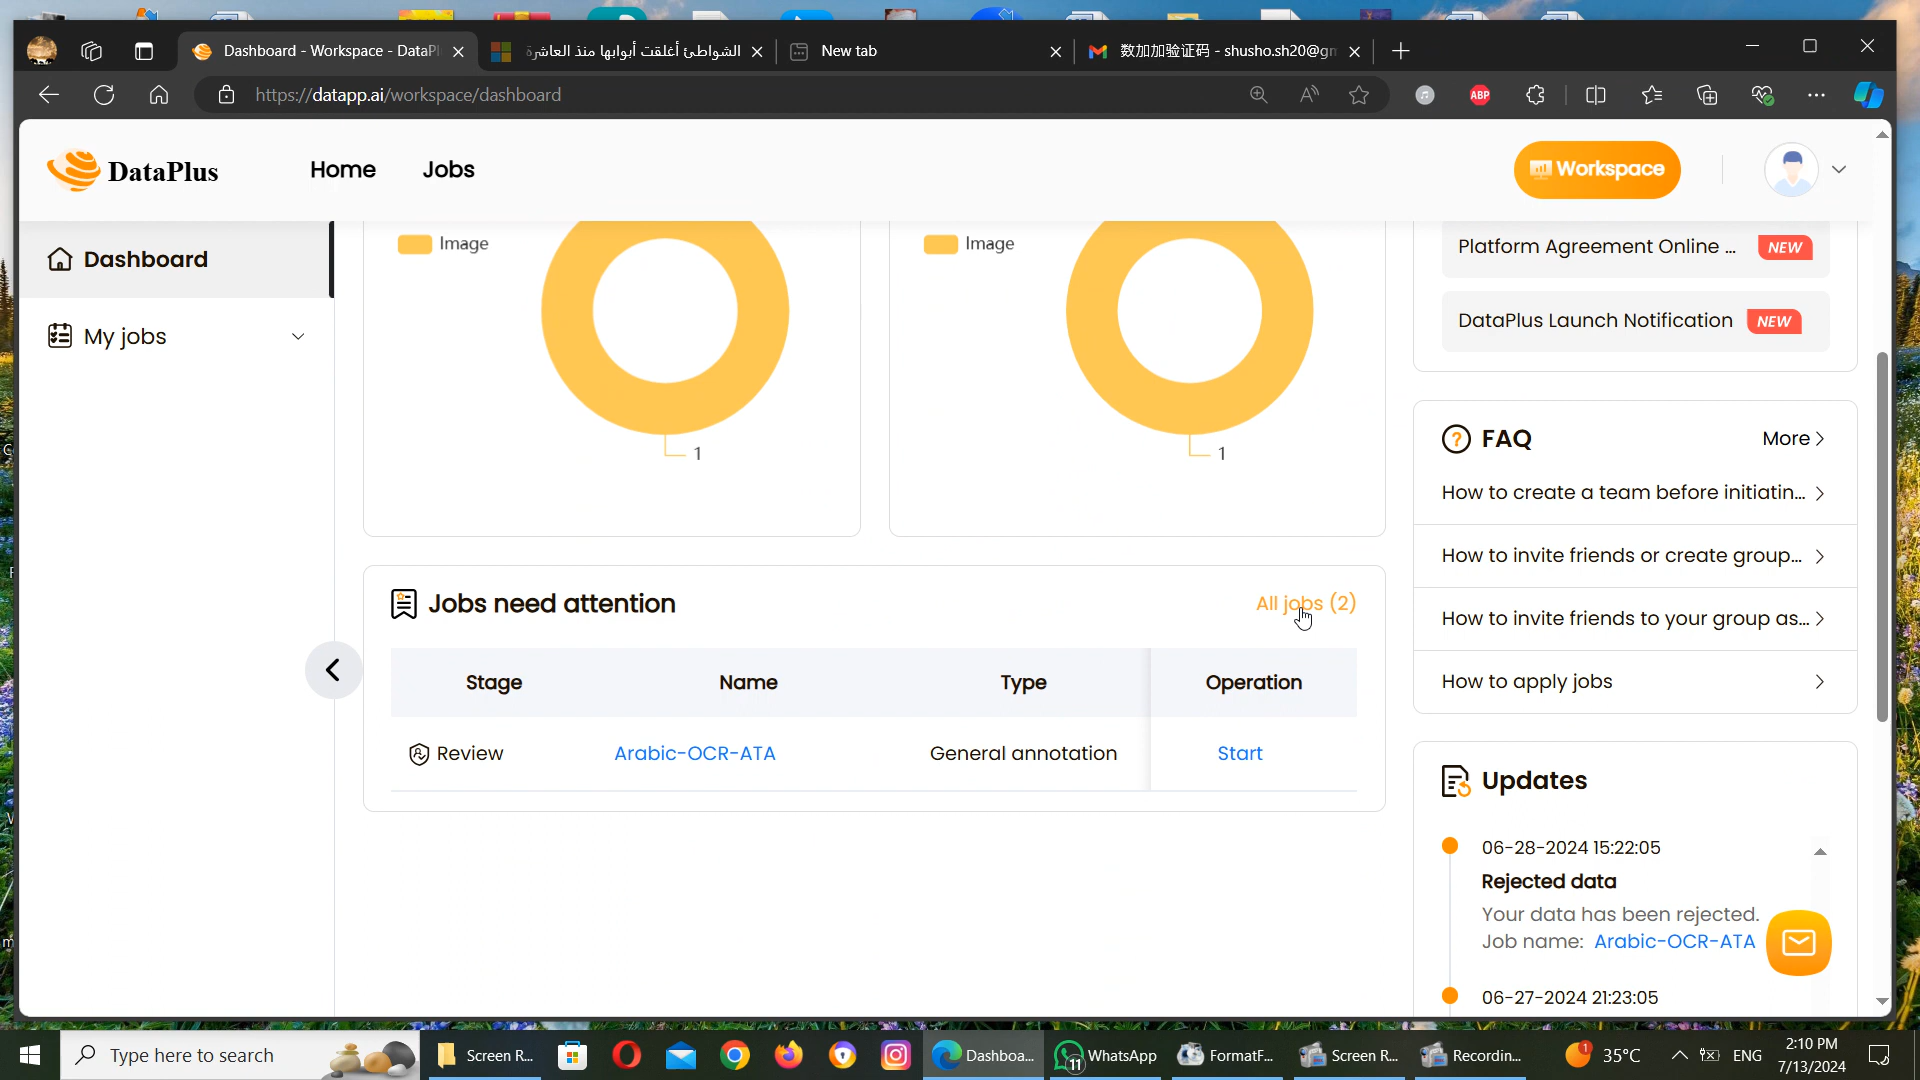 Dashboard - Workspace - DataPl
الشواطئ أغلقت أبوابها منذ العاشرة
New tab
数加加验证码 - shusho.sh20@gm
https://datapp.ai/workspace/dashboard
ABP
DataPlus
Home
Jobs
Workspace
Dashboard
My jobs
Image
1
Image
1
Platform Agreement Online ... NEW
DataPlus Launch Notification NEW
FAQ
More
How to create a team before initiatin...
How to invite friends or create group...
How to invite friends to your group as...
How to apply jobs
Jobs need attention
All jobs (2)
Stage Name Type Operation
Review Arabic-OCR-ATA General annotation Start
Updates
06-28-2024 15:22:05
Rejected data
Your data has been rejected.
Job name: Arabic-OCR-ATA
06-27-2024 21:23:05
Type here to search
Screen R...
Dashboa...
11
WhatsApp
FormatF...
Screen R...
Recordin...
1
35°C
ENG
2:10 PM
7/13/2024